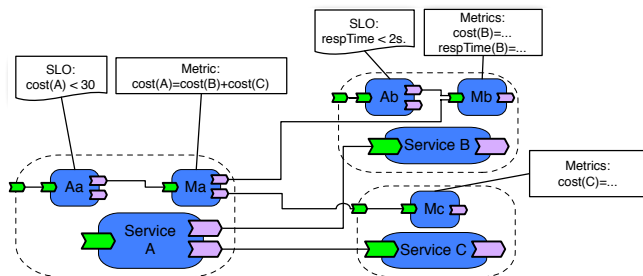 SLO:
cost(A) < 30
Metric:
cost(A)=cost(B)+cost(C)
SLO:
respTime < 2s.
Metrics:
cost(B)=...
respTime(B)=...
Ab
Mb
Service B
Aa
Ma
Service
A
Metrics:
cost(C)=...
Mc
Service C